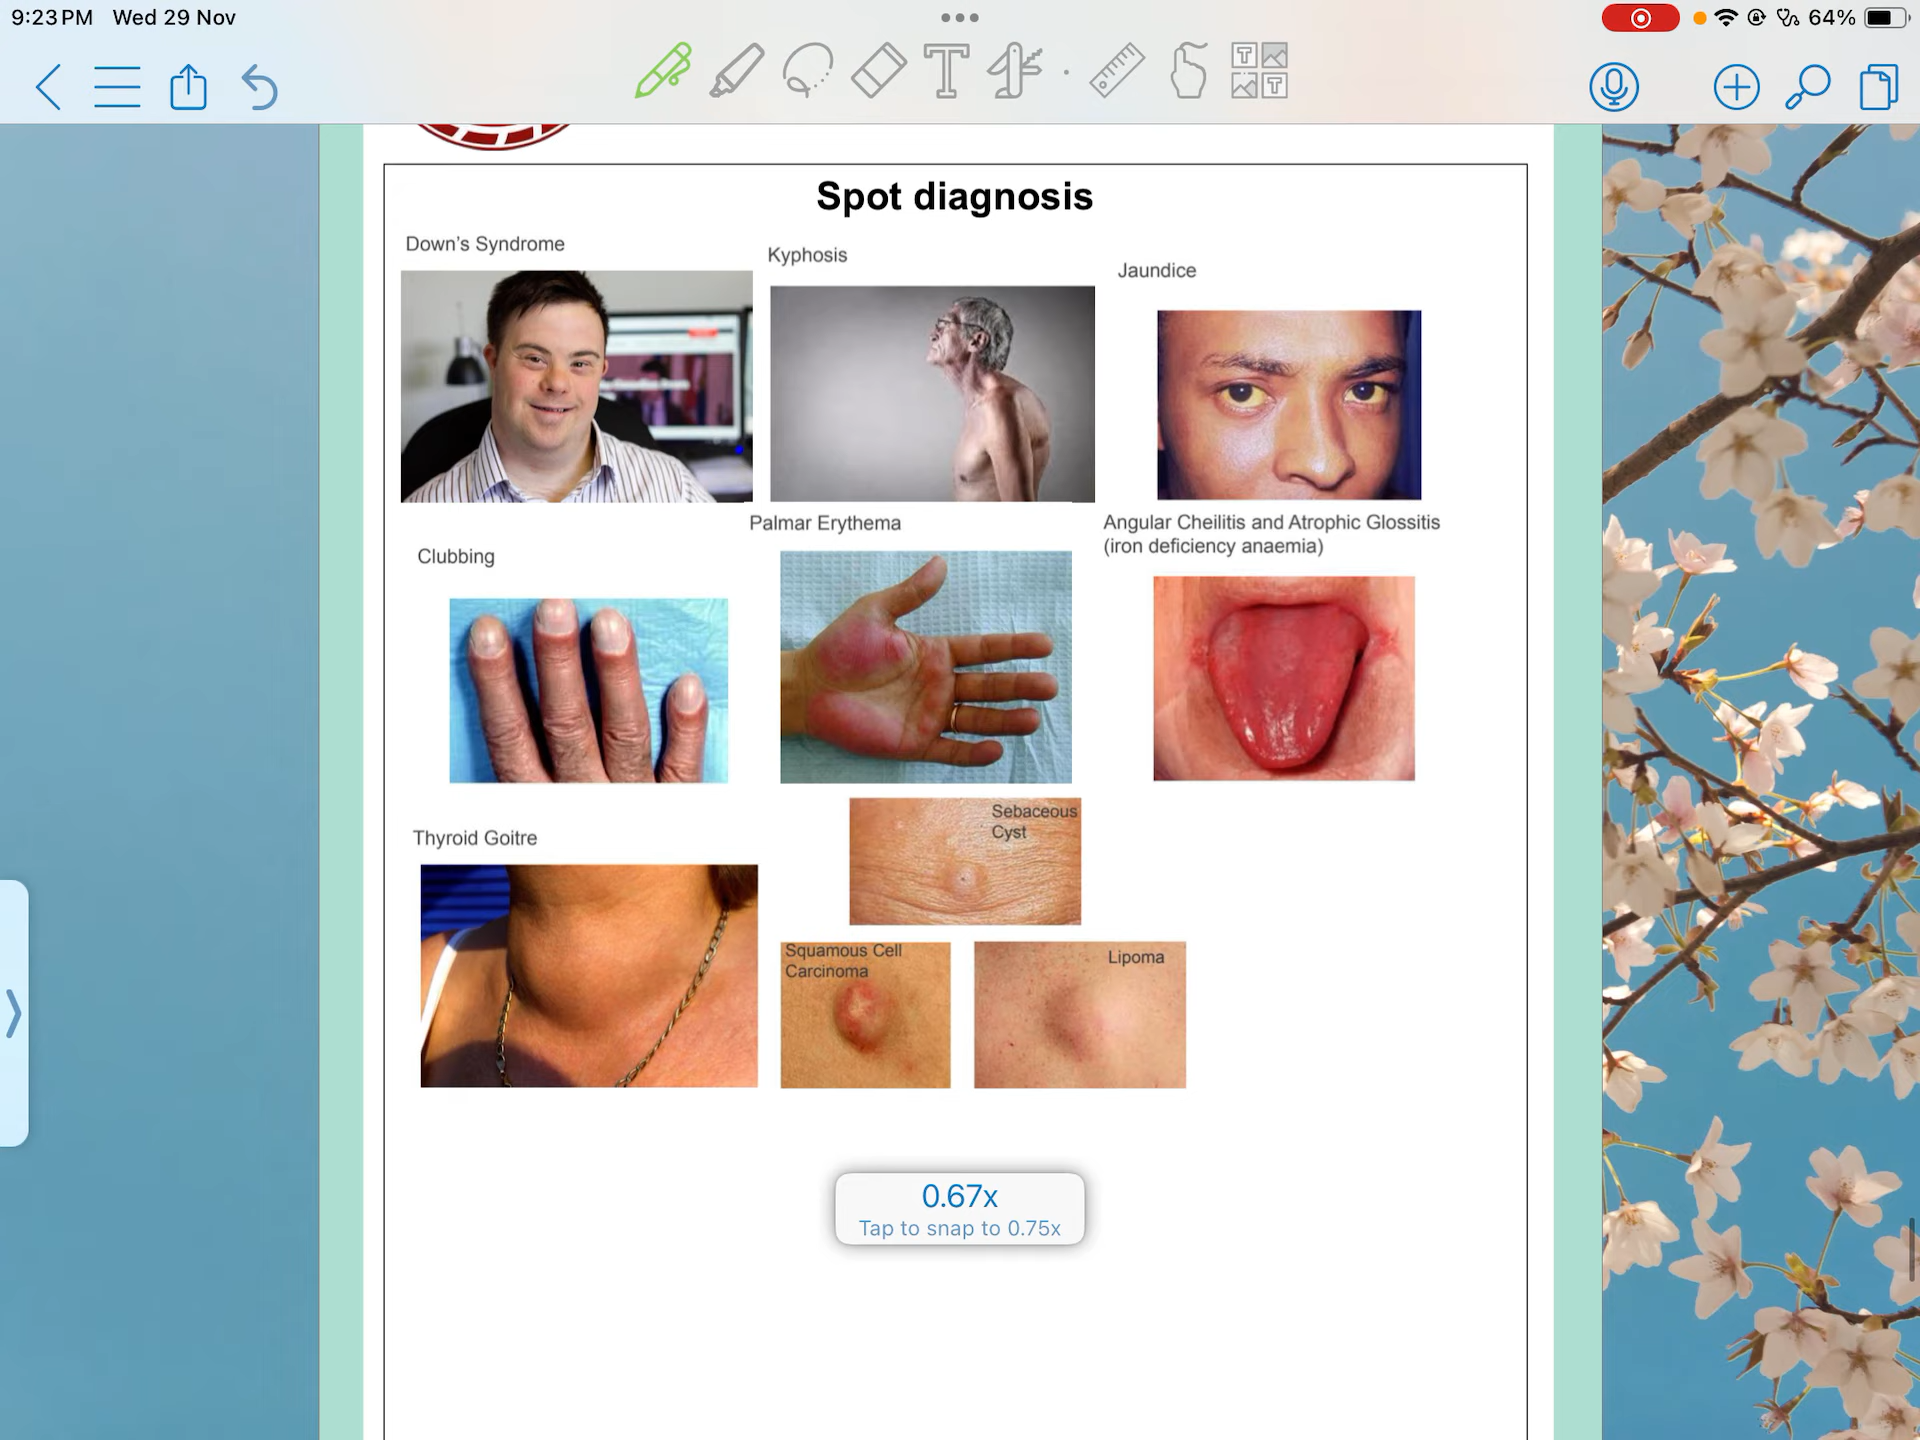 9:23 PM Wed 29 Nov
64%
Spot diagnosis
Down's Syndrome
Kyphosis
Jaundice
Clubbing
Palmar Erythema
Angular Cheilitis and Atrophic Glossitis
(iron deficiency anaemia)
Thyroid Goitre
Sebaceous
Cyst
Squamous Cell
Carcinoma
Lipoma
0.67x
Tap to snap to 0.75x